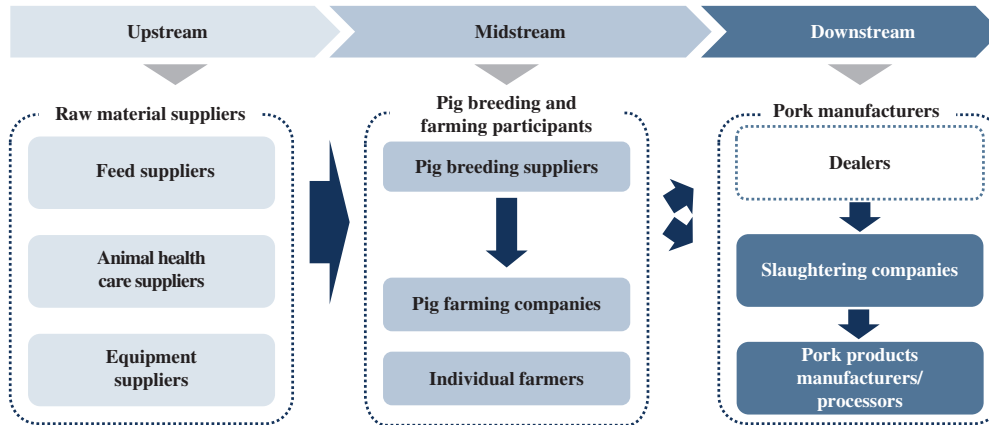 Upstream
Midstream
Downstream
Raw material suppliers
Feed suppliers
Animal health
care suppliers
Equipment
suppliers
Pig breeding and
farming participants
Pig breeding suppliers
Pig farming companies
Individual farmers
Pork manufacturers
Dealers
Slaughtering companies
Pork products
manufacturers/
processors